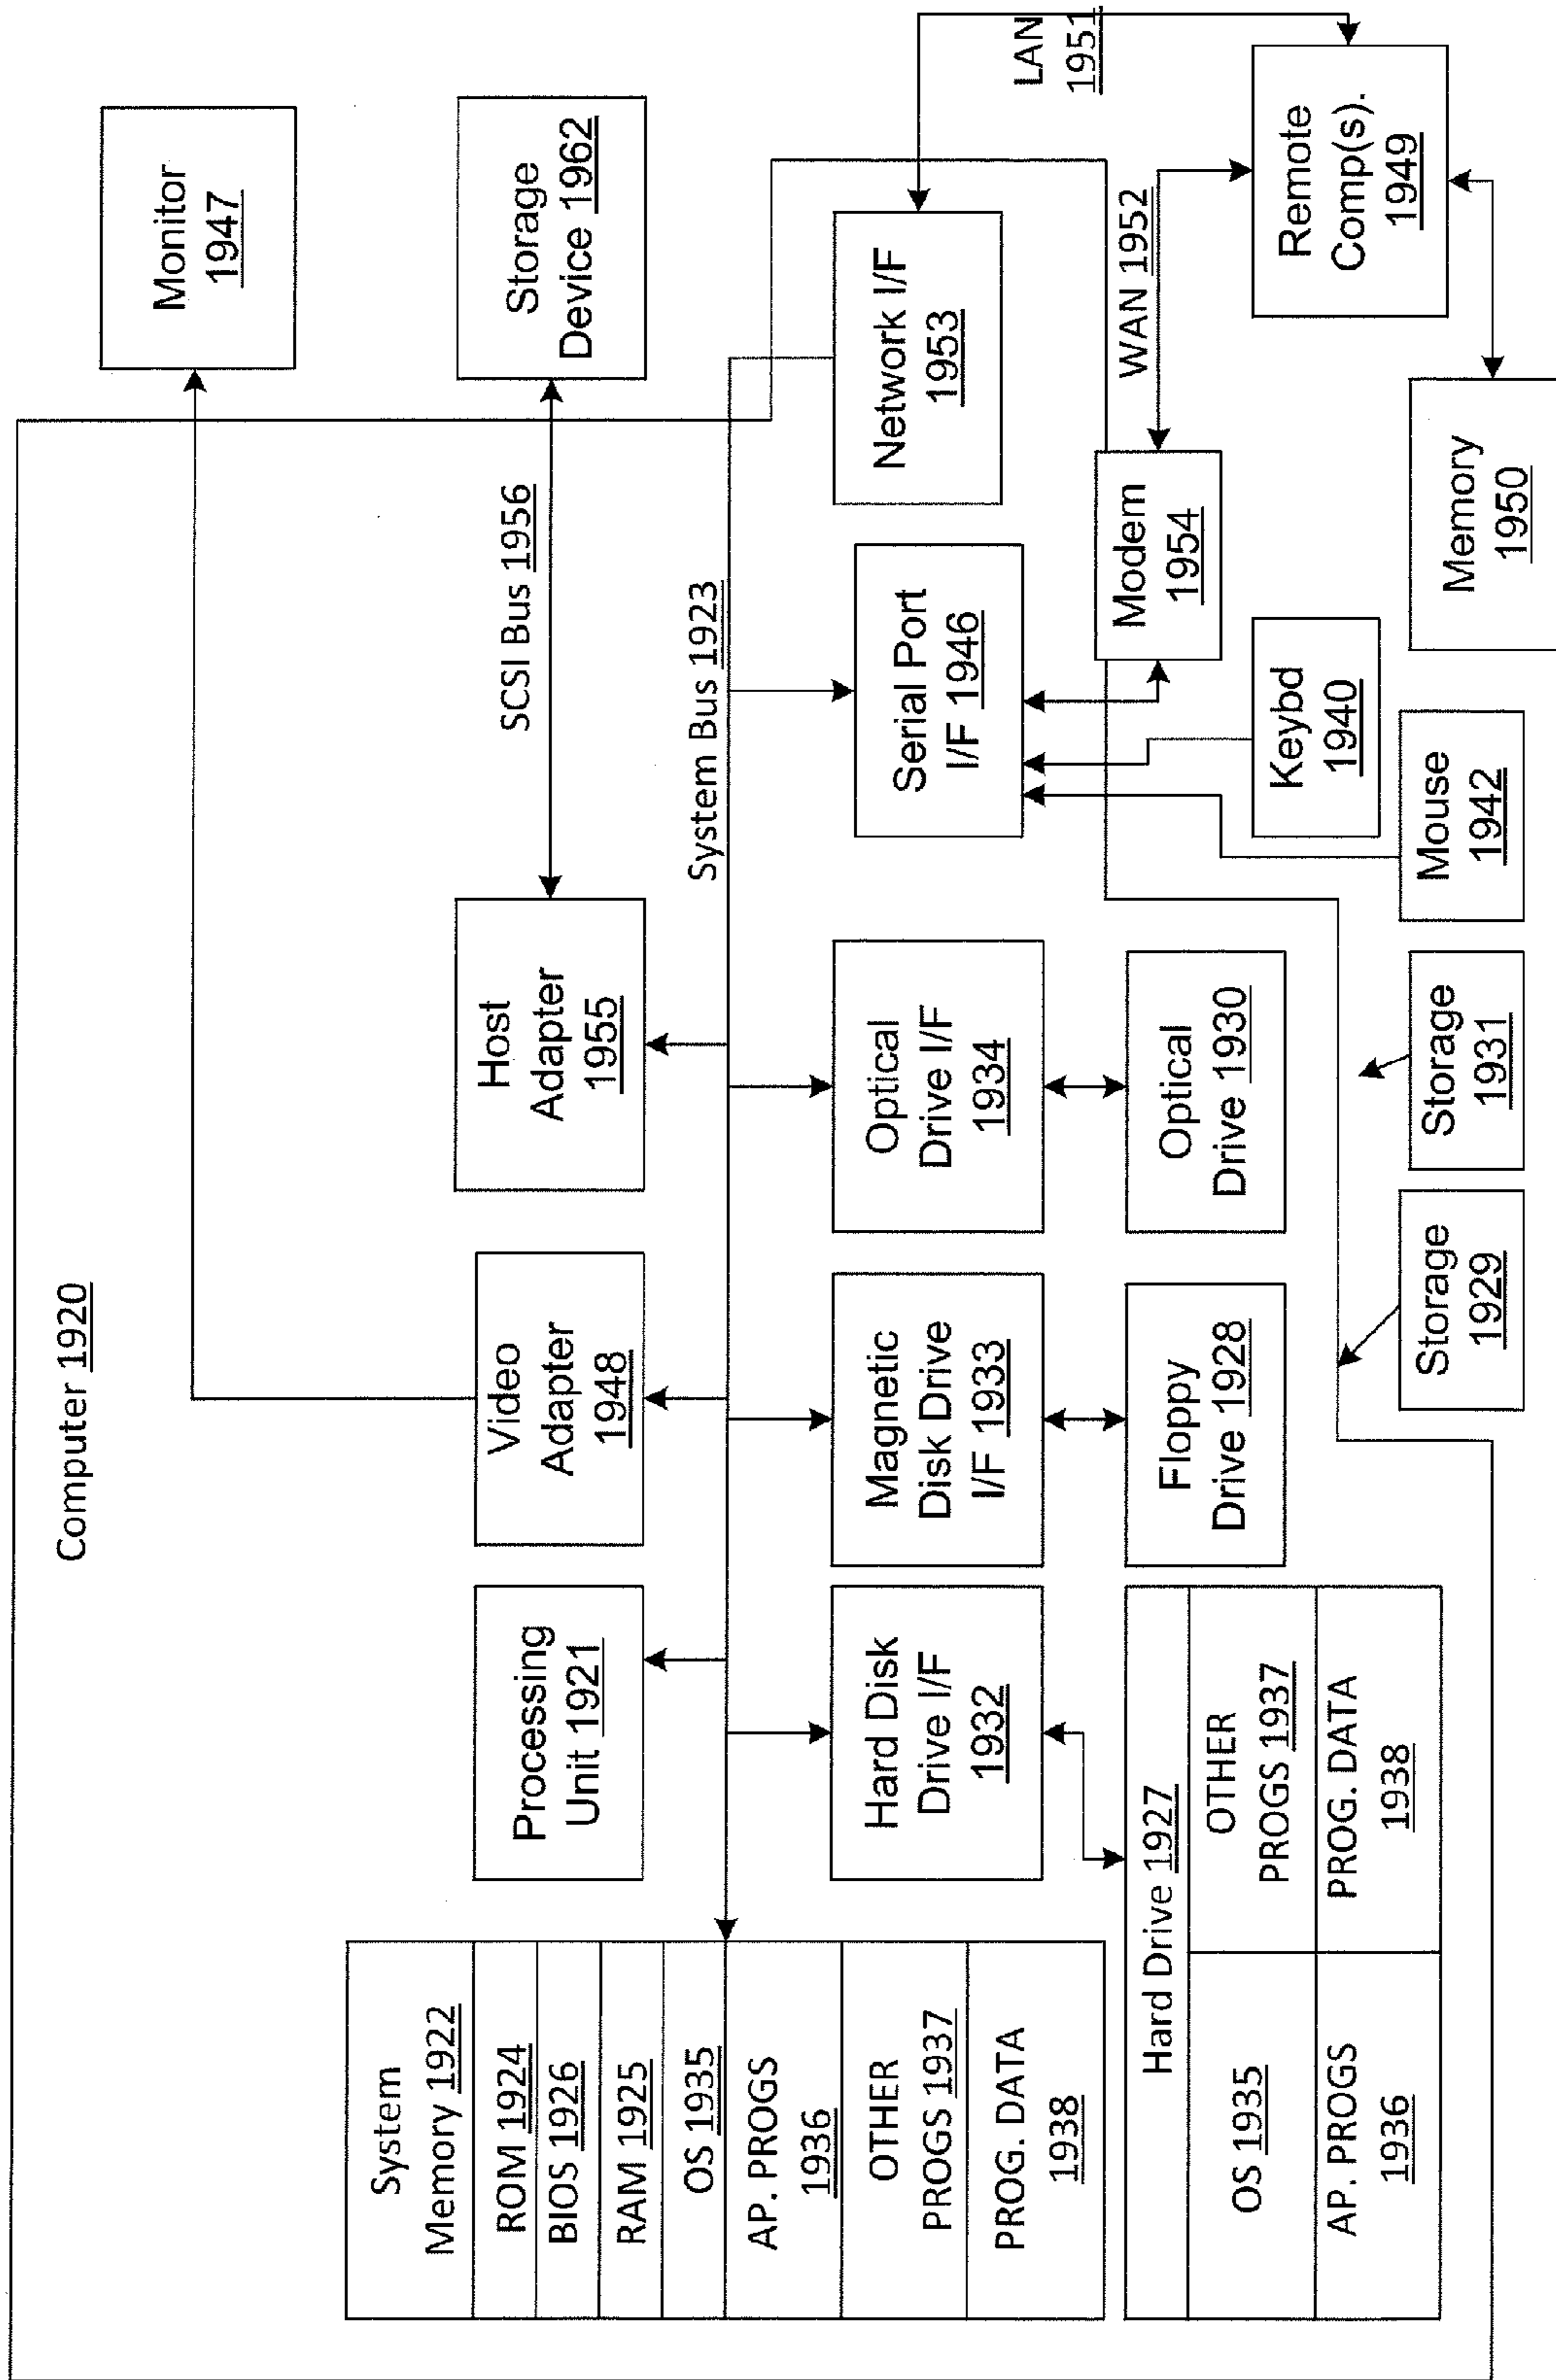 Computer 1920
Monitor
1947
Storage
Device 1962
SCSI Bus 1956
Video
Adapter
1948
Host
Adapter
1955
Processing
Unit 1921
System
Memory 1922
ROM 1924
BIOS 1926
RAM 1925
OS 1935
AP. PROGS
1936
OTHER
PROGS 1937
PROG. DATA
1938
System Bus 1923
Hard Disk
Drive I/F
1932
Magnetic
Disk Drive
I/F 1933
Optical
Drive I/F
1934
Serial Port
I/F 1946
Network I/F
1953
LAN
1951
Hard Drive 1927
OS 1935
OTHER
PROGS 1937
AP. PROGS
1936
PROG. DATA
1938
Floppy
Drive 1928
Optical
Drive 1930
Modem
1954
WAN 1952
Remote
Comp(s).
1949
Keybd
1940
Storage
1929
Storage
1931
Mouse
1942
Memory
1950